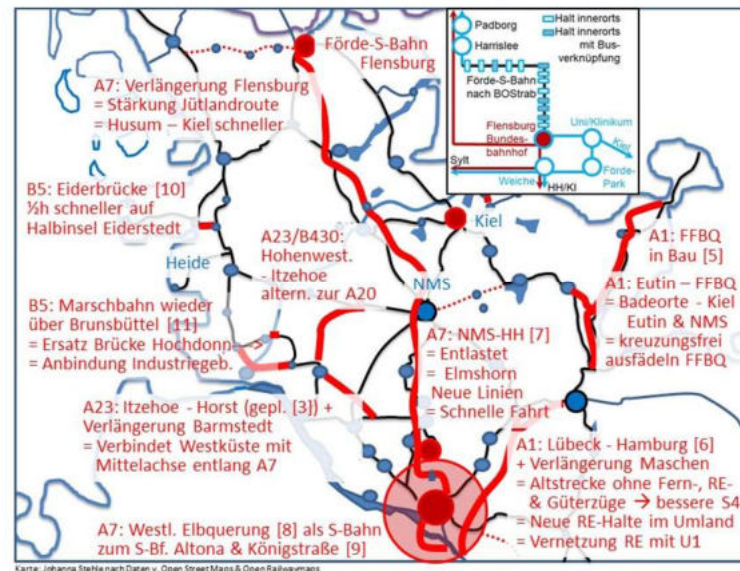 Förde-S-Bahn
Flensburg
A7: Verlängerung Flensburg
= Stärkung Jütlandroute
= Husum – Kiel schneller
B5: Eiderbrücke [10]
½h schneller auf
Halbinsel Eiderstedt
Heide
B5: Marschbahn wieder
über Brunsbüttel [11]
= Ersatz Brücke Hochdonn.
= Anbindung Industriegeb.
A23: Itzehoe - Horst (gepl. [3]) +
Verlängerung Barmstedt
= Verbindet Westküste mit
Mittelachse entlang A7
A7: Westl. Elbquerung [8] als S-Bahn
zum S-Bf. Altona & Königstraße [9]
A23/B430:
Hohenwest.
- Itzehoe
altern. zur A20
Kiel
NMS
A7: NMS-HH [7]
= Entlastet
= Elmshorn
Neue Linien
= Schnelle Fahrt
Padborg
Harrislee
Halt innerorts
Halt innerorts
mit Bus-
verknüpfung
Förde-S-Bahn
nach BOStrab
Flensburg
Bundes-
bahnhof
Uni/Klinikum
Kiel
Sylt
Weiche
HH/KI
Förde-
Park
A1: FFBQ
in Bau [5]
A1: Eutin – FFBQ
= Badeorte - Kiel
Eutin & NMS
= kreuzungsfrei
ausfädeln FFBQ
A1: Lübeck - Hamburg [6]
+ Verlängerung Maschen
= Altstrecke ohne Fern-, RE-
& Güterzüge → bessere S4
= Neue RE-Halte im Umland
= Vernetzung RE mit U1
Karte: Johanna Stehle nach Daten v. Open Street Maps & Open Railwaymaps